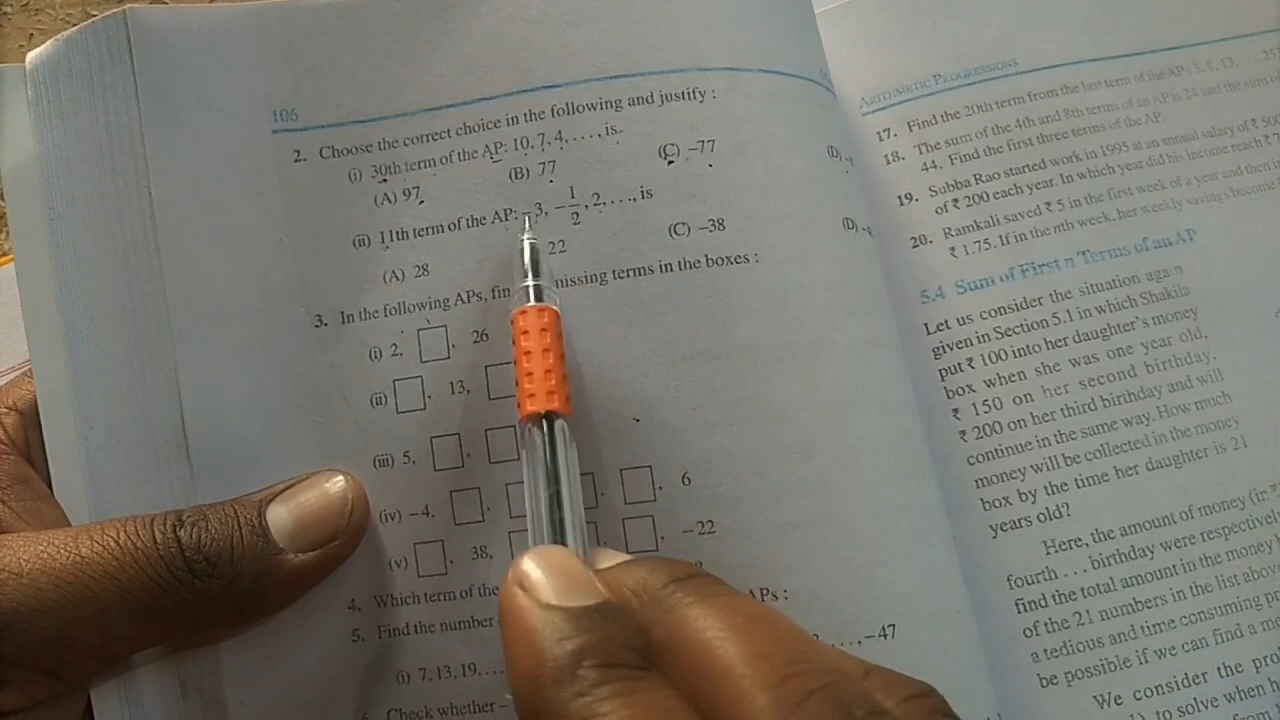 106
2. Choose the correct choice in the following and justify :
(i) 30th term of the AP: 10, 7, 4, . . . , is
(A) 97 (B) 77 (C) –77 (D)
(ii) 11th term of the AP: –3, –1/2, 2, . . ., is
(A) 28 22 (C) –38 (D)
3. In the following APs, missing terms in the boxes :
(i) 2, □, 26
(ii) □, 13, □
(iii) 5, □, □
(iv) –4, □, □ □, □, 6
(v) □, 38, □ □, □, –22
4. Which term of the
5. Find the number APs :
(i) 7, 13, 19, . . . . . . , –47
6. Check whether –
ARITHMETIC PROGRESSIONS
17. Find the 20th term from the last term of the AP : 3, 8, 13, . . .,
18. The sum of the 4th and 8th terms of an AP is 24 and the sum
44. Find the first three terms of the AP.
19. Subba Rao started work in 1995 at an annual salary of ₹
of ₹ 200 each year. In which year did his income reach ₹
20. Ramkali saved ₹ 5 in the first week of a year and then
₹ 1.75. If in the nth week, her weekly savings become
5.4 Sum of First n Terms of an AP
Let us consider the situation again
given in Section 5.1 in which Shakila
put ₹ 100 into her daughter's money
box when she was one year old,
₹ 150 on her second birthday,
₹ 200 on her third birthday and will
continue in the same way. How much
money will be collected in the money
box by the time her daughter is 21
years old?
Here, the amount of money (in
fourth . . . birthday were respectively
find the total amount in the money
of the 21 numbers in the list above
a tedious and time consuming
be possible if we can find a
We consider the
to solve when